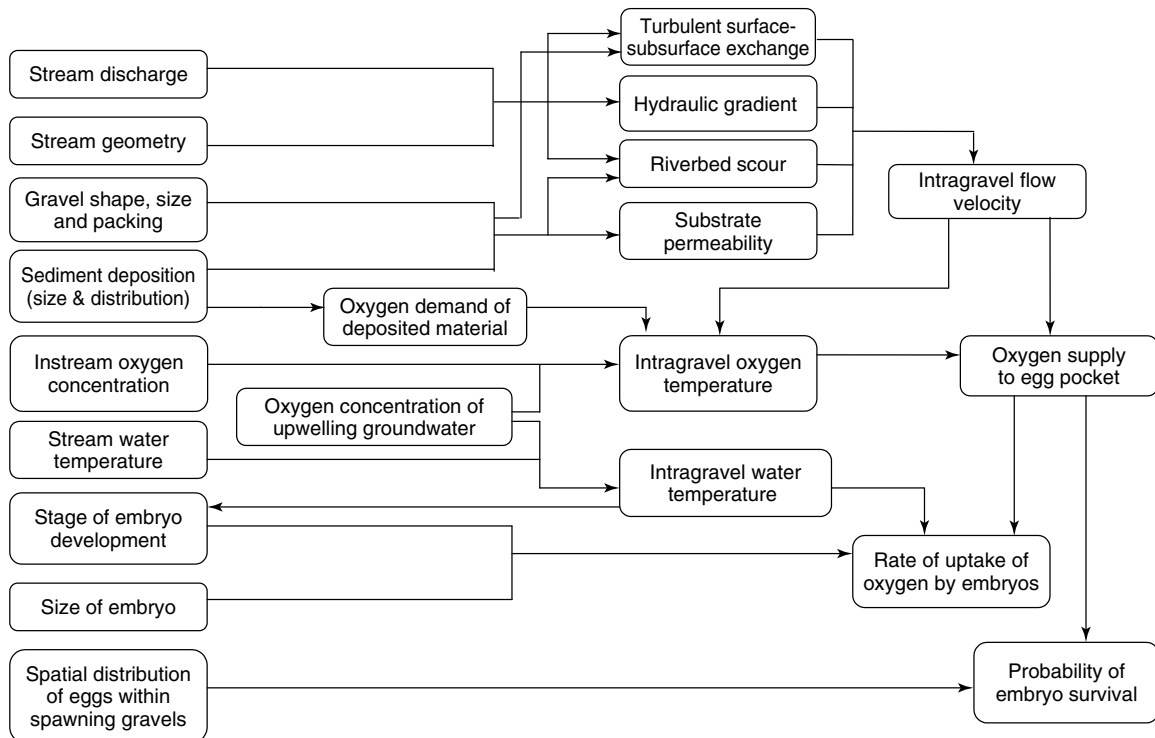 Turbulent surface-
subsurface exchange
Stream discharge
Hydraulic gradient
Stream geometry
Riverbed scour
Gravel shape, size
and packing
Intragravel flow
velocity
Substrate
permeability
Sediment deposition
(size & distribution)
Oxygen demand of
deposited material
Instream oxygen
concentration
Intragravel oxygen
temperature
Oxygen supply
to egg pocket
Oxygen concentration of
upwelling groundwater
Stream water
temperature
Intragravel water
temperature
Stage of embryo
development
Rate of uptake of
oxygen by embryos
Size of embryo
Spatial distribution
of eggs within
spawning gravels
Probability of
embryo survival